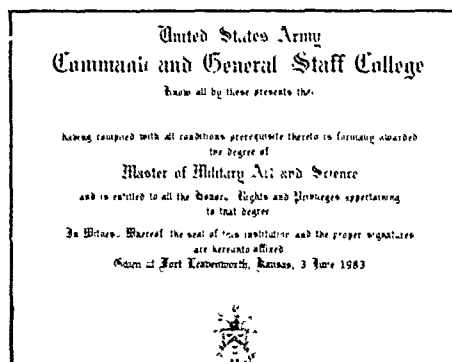 United States Army
Command and General Staff College
Know all by these presents that
having complied with all conditions prerequisite thereto is formally awarded
the degree of
Master of Military Art and Science
and is entitled to all the Honors, Rights and Privileges appertaining
to that degree
In Witness Whereof the seal of this institution and the proper signatures
are hereunto affixed
Given at Fort Leavenworth, Kansas, 3 June 1983